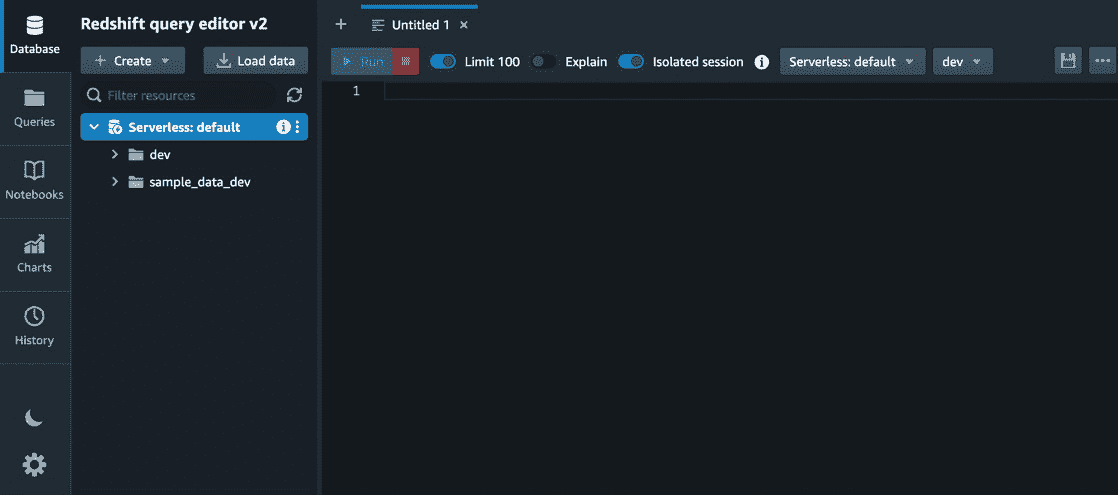 Redshift query editor v2
Database
Create
Load data
Filter resources
Serverless: default
dev
sample_data_dev
Queries
Notebooks
Charts
History
Untitled 1
Run
Limit 100
Explain
Isolated session
Serverless: default
dev
1